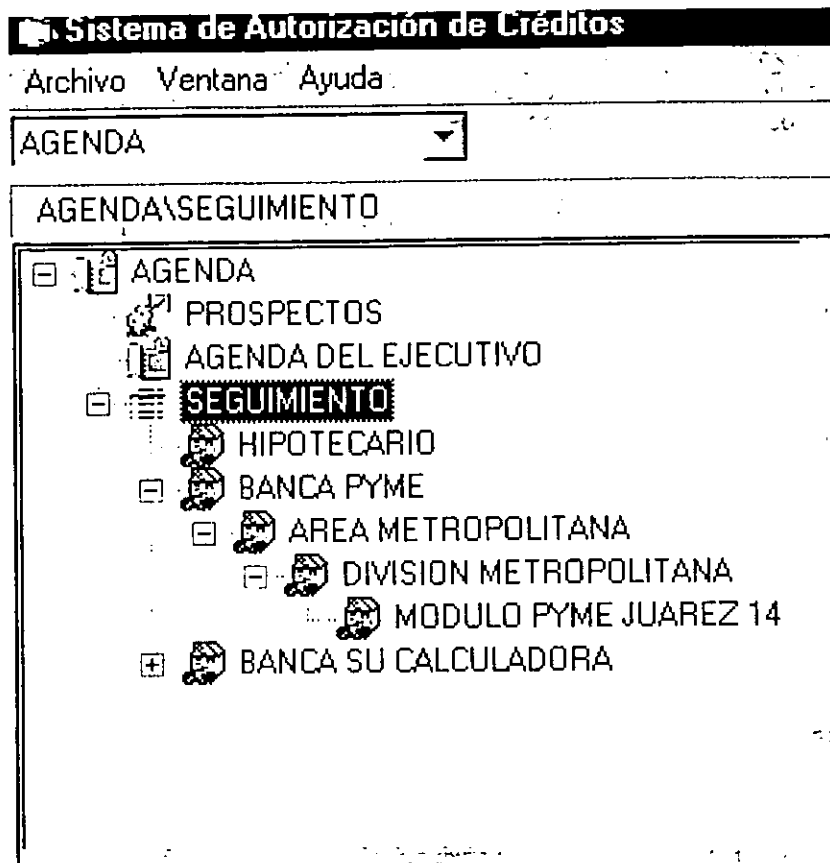 Sistema de Autorización de Créditos
Archivo Ventana Ayuda
AGENDA
AGENDA\SEGUIMIENTO
AGENDA
PROSPECTOS
AGENDA DEL EJECUTIVO
SEGUIMIENTO
HIPOTECARIO
BANCA PYME
AREA METROPOLITANA
DIVISION METROPOLITANA
MODULO PYME JUAREZ 14
BANCA SU CALCULADORA